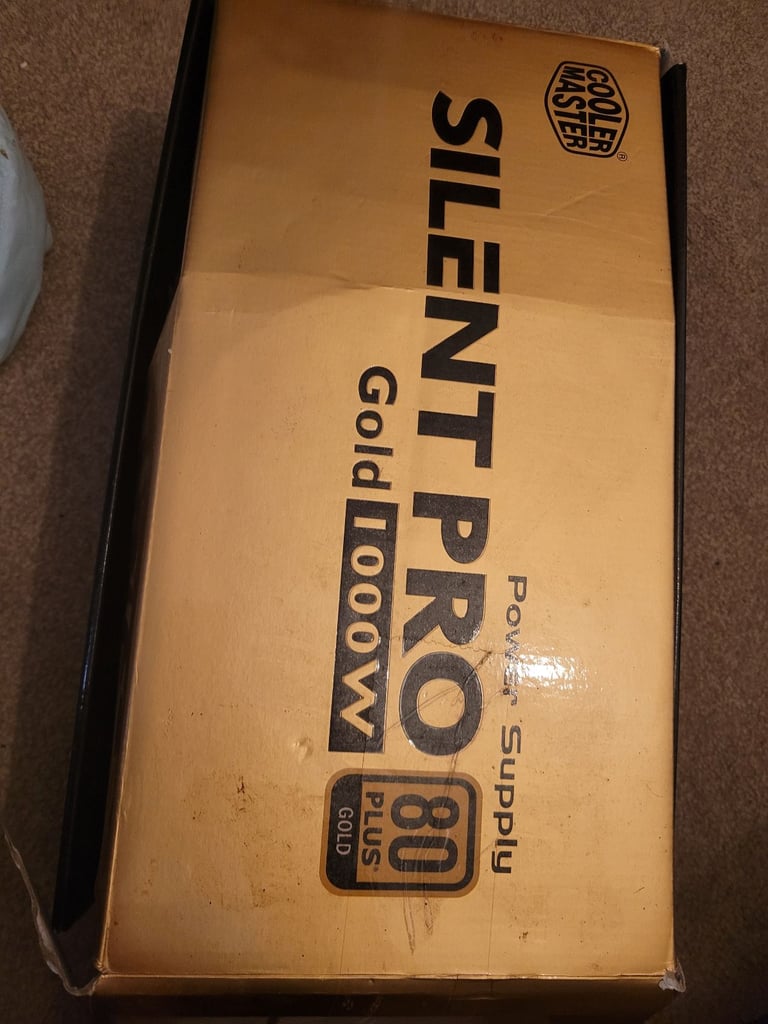 COOLER
MASTER®
Power Supply
SILENT PRO
Gold 1000W
80
PLUS®
GOLD